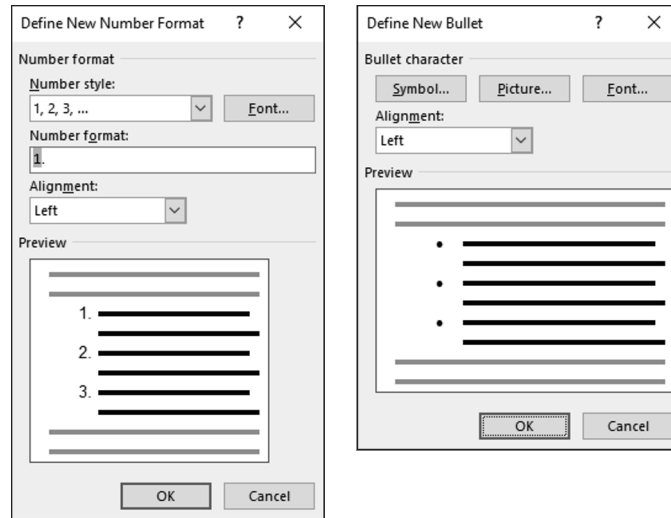 Define New Number Format ? ×
Number format
Number style:
1, 2, 3, ...
Font...
Number format:
1.
Alignment:
Left
Preview
1.
2.
3.
OK Cancel
Define New Bullet ? ×
Bullet character
Symbol... Picture... Font...
Alignment:
Left
Preview
OK Cancel